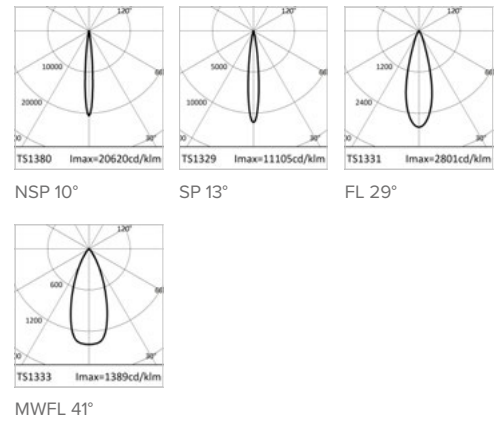 120°
10000
60
20000
30°
TS1380 Imax=20620cd/klm
NSP 10°
120°
5000
60
10000
30°
TS1329 Imax=11105cd/klm
SP 13°
120°
1200
60
2400
30°
TS1331 Imax=2801cd/klm
FL 29°
120°
600
60
1200
30°
TS1333 Imax=1389cd/klm
MWFL 41°